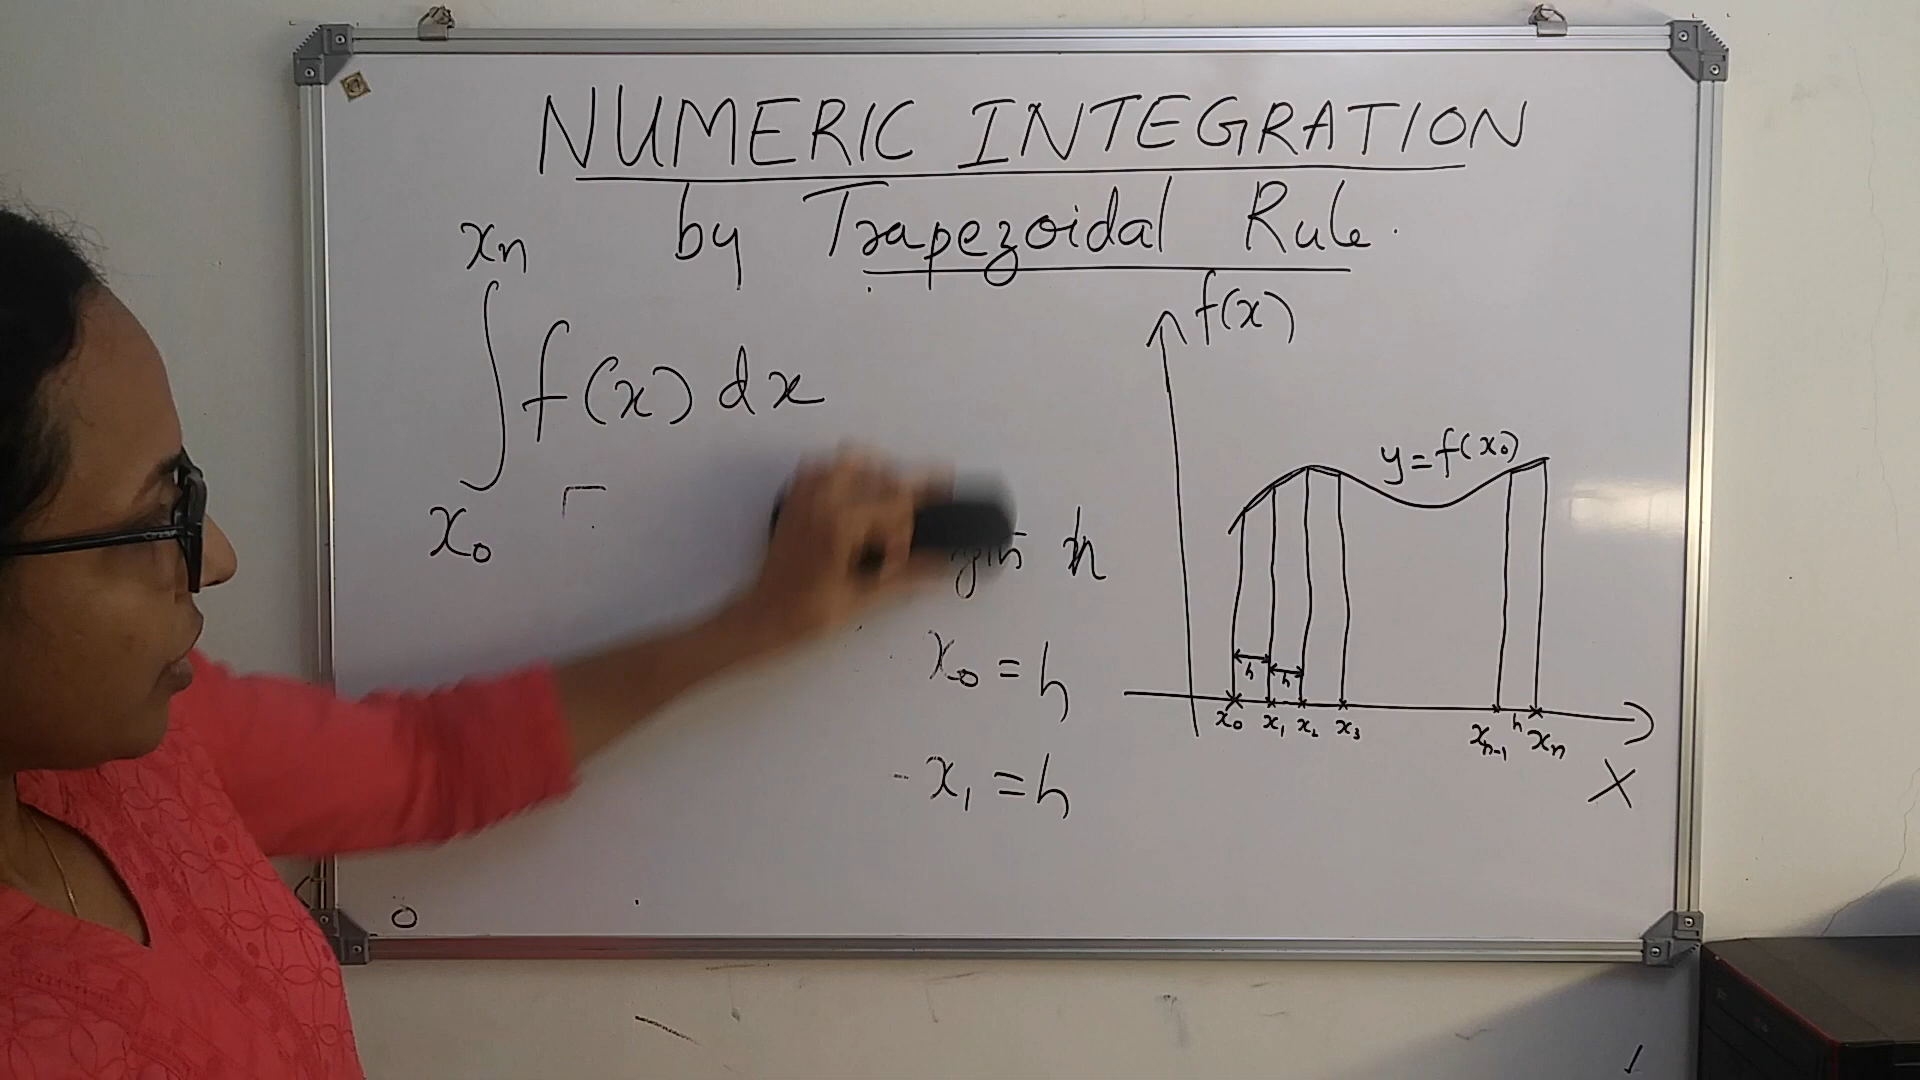 NUMERIC INTEGRATION
by Trapezoidal Rule.
xn
∫ f(x) dx
x0
h
x0 = h
- x1 = h
f(x)
y = f(x0)
h h
x0 x1 x2 x3 xn-1 h xn
X